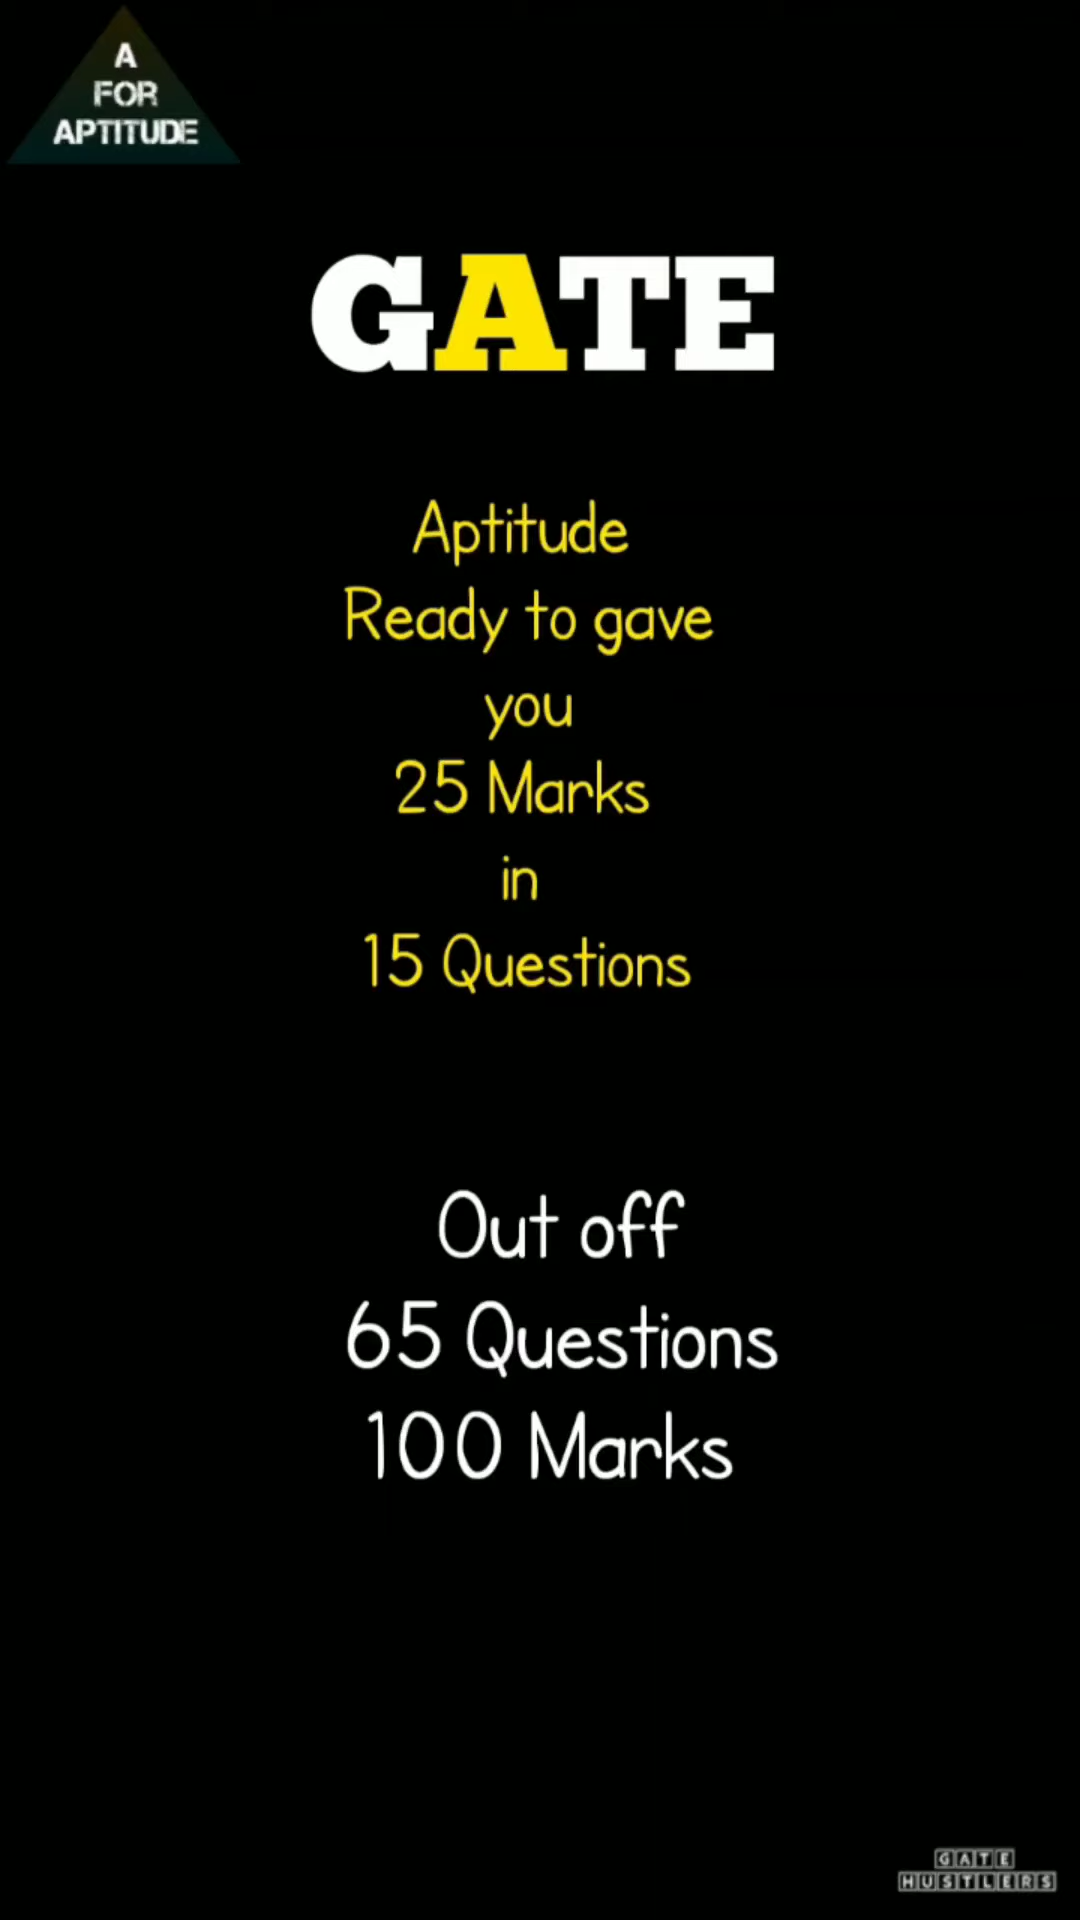 A
FOR
APTITUDE
GATE
Aptitude
Ready to gave
you
25 Marks
in
15 Questions
Out off
65 Questions
100 Marks
GATE
HUSTLERS